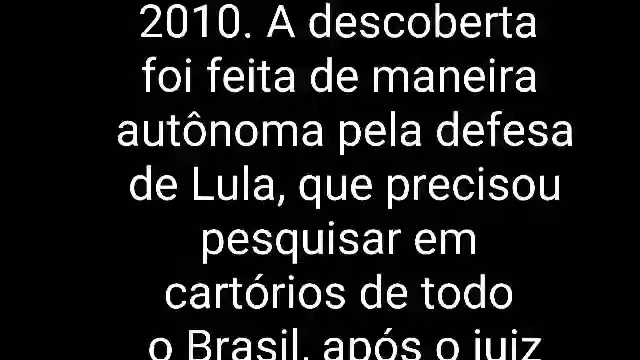 2010. A descoberta
foi feita de maneira
autônoma pela defesa
de Lula, que precisou
pesquisar em
cartórios de todo
o Brasil, após o juiz